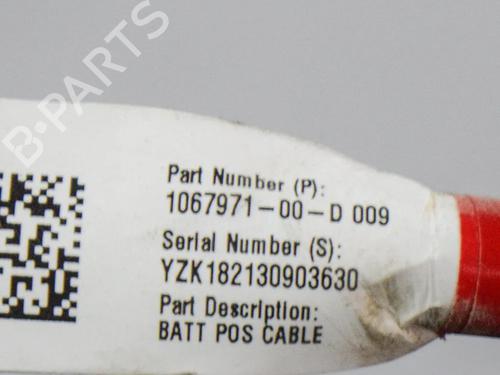 B-PARTS
Part Number (P):
1067971-00-D 009
Serial Number (S):
YZK182130903630
Part Description:
BATT POS CABLE